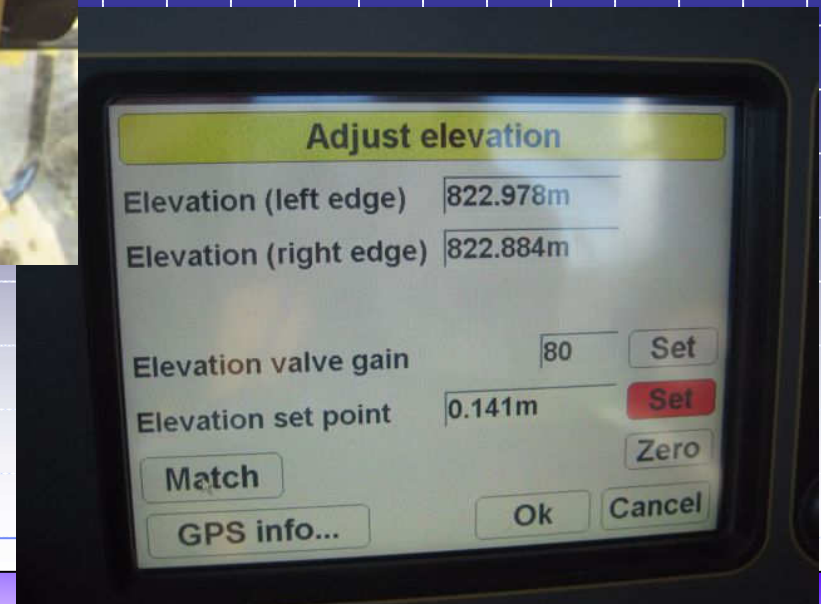 Adjust elevation
Elevation (left edge) 822.978m
Elevation (right edge) 822.884m
Elevation valve gain 80 Set
Elevation set point 0.141m Set
Zero
Match
GPS info... Ok Cancel